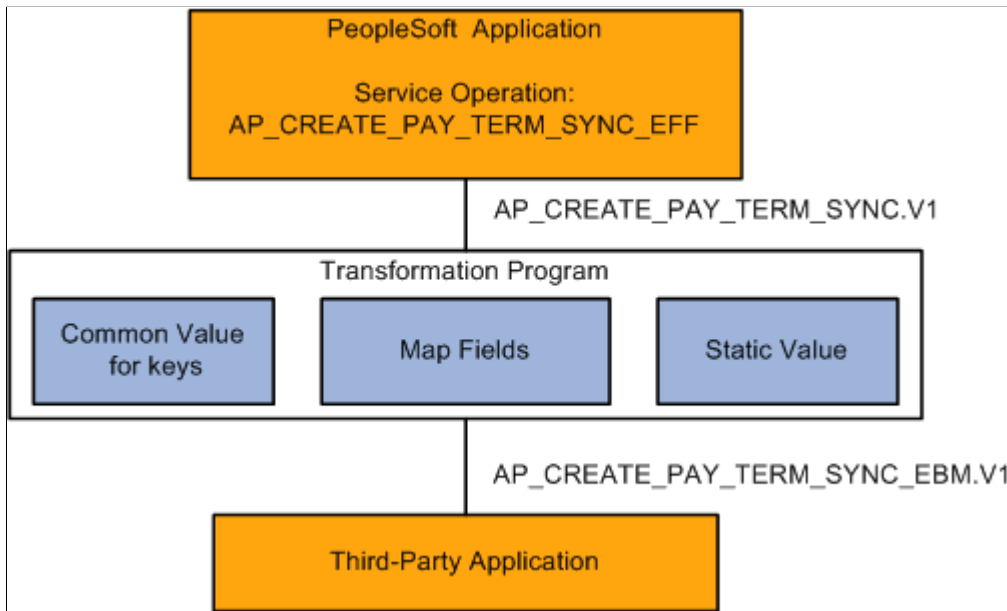 PeopleSoft Application
Service Operation:
AP_CREATE_PAY_TERM_SYNC_EFF
AP_CREATE_PAY_TERM_SYNC.V1
Transformation Program
Common Value
for keys
Map Fields
Static Value
AP_CREATE_PAY_TERM_SYNC_EBM.V1
Third-Party Application